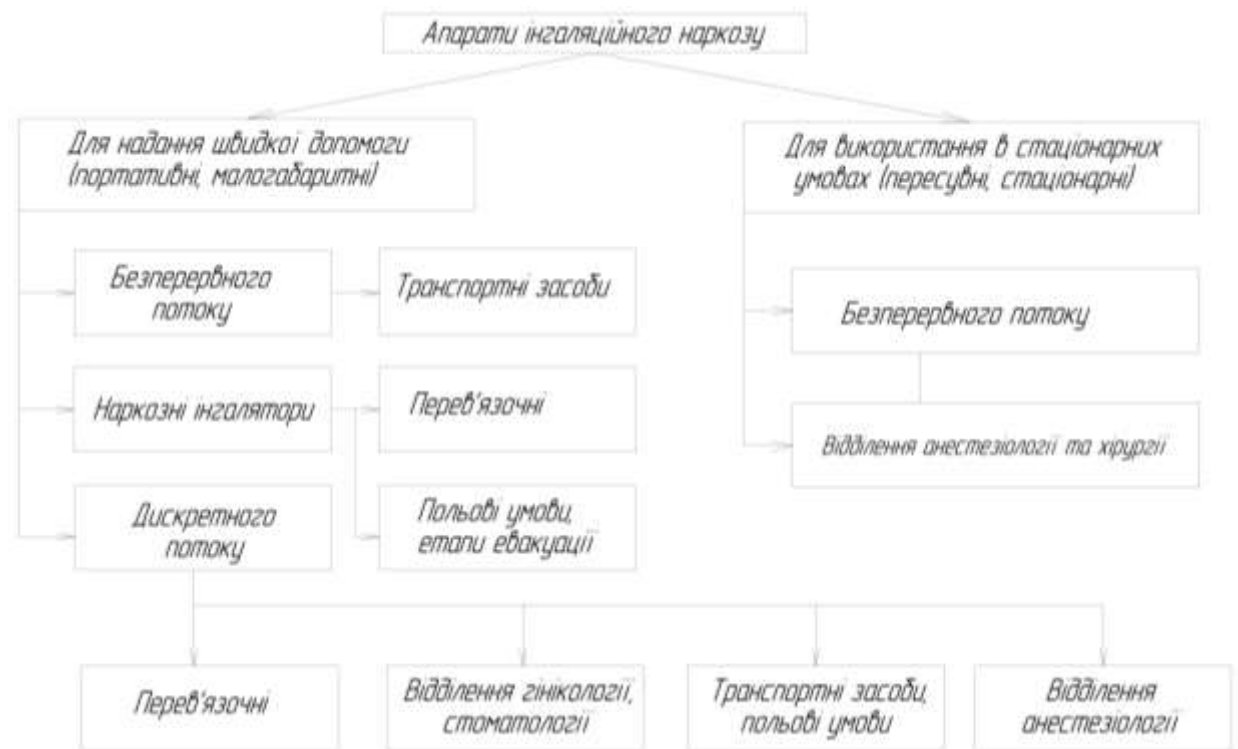 Апарати інгаляційного наркозу
Для надання швидкої допомоги
(портативні, малогабаритні)
Для використання в стаціонарних
умовах (пересувні, стаціонарні)
Безперервного
потоку
Транспортні засоби
Безперервного потоку
Наркозні інгалятори
Перев'язочні
Відділення анестезіології та хірургії
Дискретного
потоку
Польові умови,
етапи евакуації
Перев'язочні
Відділення гінікології,
стоматології
Транспортні засоби,
польові умови
Відділення
анестезіології